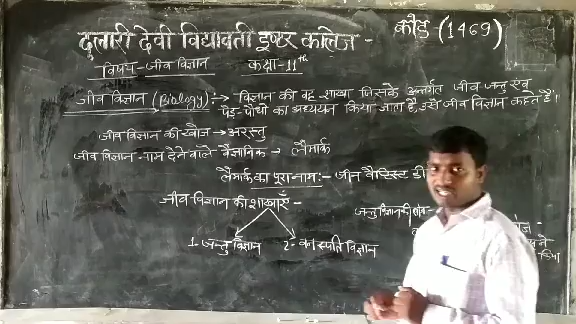 दुलारी देवी विद्यावती इण्टर कॉलेज -
कोड (1469)
विषय - जीव विज्ञान कक्षा - 11th
जीव विज्ञान (Biology) :-> विज्ञान की वह शाखा जिसके अन्तर्गत जीव जन्तु एंव
पेड़-पौधों का अध्ययन किया जाता है, उसे जीव विज्ञान कहते हैं।
जीव विज्ञान की खोज → अरस्तु
जीव विज्ञान नाम देने वाले वैज्ञानिक → लैमार्क
लैमार्क का पूरा नाम :- जीन वैप्टिस्ट डी
जीव विज्ञान की शाखाएँ -
1- जन्तु विज्ञान 2- वनस्पति विज्ञान
जन्तु विज्ञान की खोज -
ने
किया